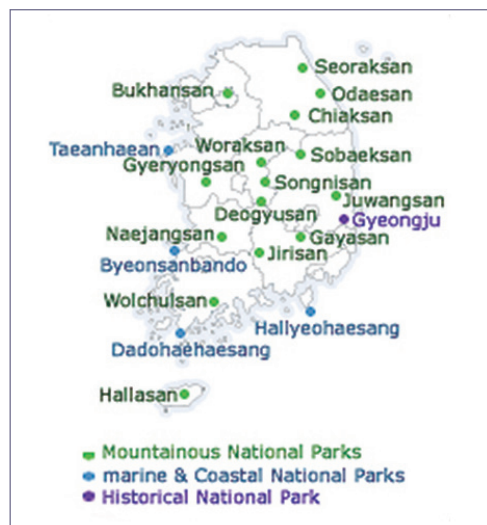 Seoraksan
Bukhansan
Odaesan
Chiaksan
Taeanhaean
Woraksan
Sobaeksan
Gyeryongsan
Songnisan
Juwangsan
Deogyusan
Gyeongju
Naejangsan
Gayasan
Byeonsanbando
Jirisan
Wolchulsan
Hallyeohaesang
Dadohaehaesang
Hallasan
Mountainous National Parks
marine & Coastal National Parks
Historical National Park